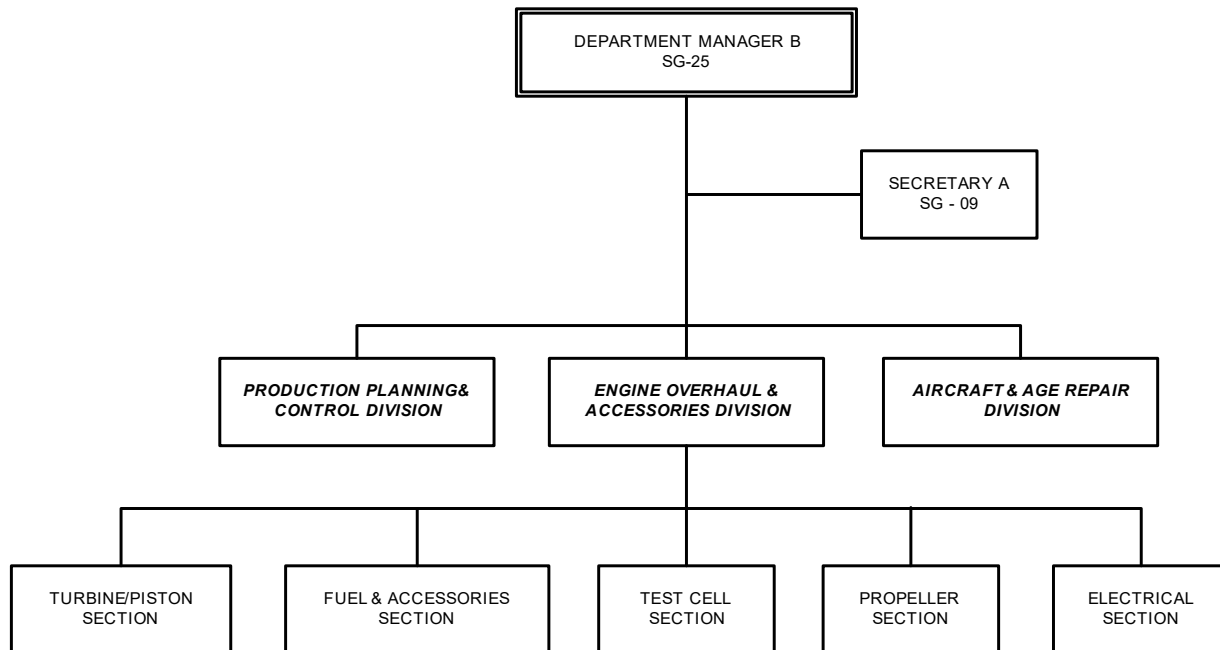 DEPARTMENT MANAGER B
SG-25
SECRETARY A
SG - 09
PRODUCTION PLANNING&
CONTROL DIVISION
ENGINE OVERHAUL &
ACCESSORIES DIVISION
AIRCRAFT & AGE REPAIR
DIVISION
TURBINE/PISTON
SECTION
FUEL & ACCESSORIES
SECTION
TEST CELL
SECTION
PROPELLER
SECTION
ELECTRICAL
SECTION